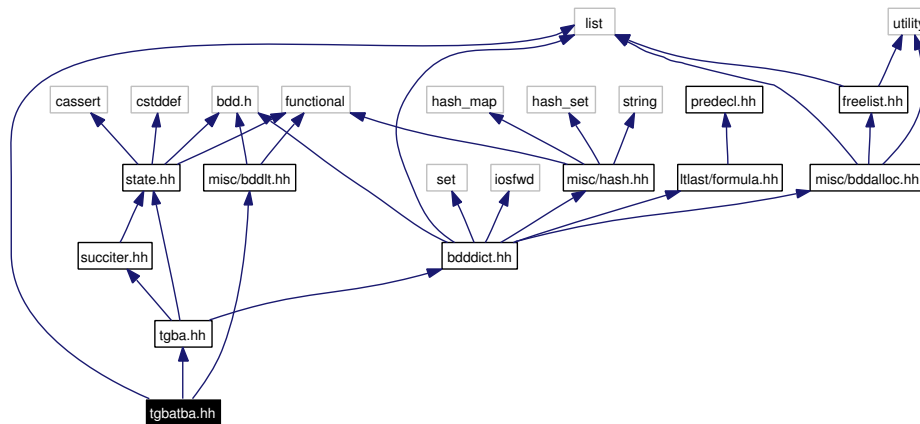 list
utility
cassert
cstddef
bdd.h
functional
hash_map
hash_set
string
predecl.hh
freelist.hh
state.hh
misc/bddlt.hh
set
iosfwd
misc/hash.hh
ltlast/formula.hh
misc/bddalloc.hh
succiter.hh
bdddict.hh
tgba.hh
tgbatba.hh